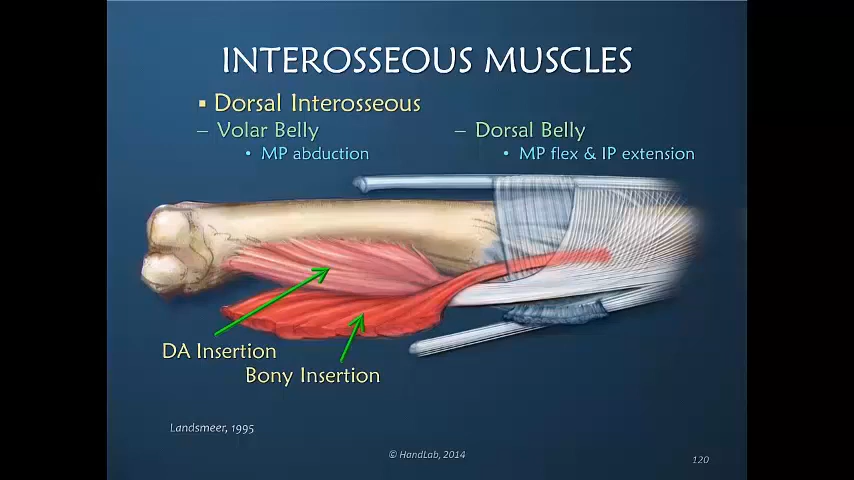 INTEROSSEOUS MUSCLES
▪ Dorsal Interosseous
– Volar Belly
• MP abduction
– Dorsal Belly
• MP flex & IP extension
DA Insertion
Bony Insertion
Landsmeer, 1995
© HandLab, 2014
120